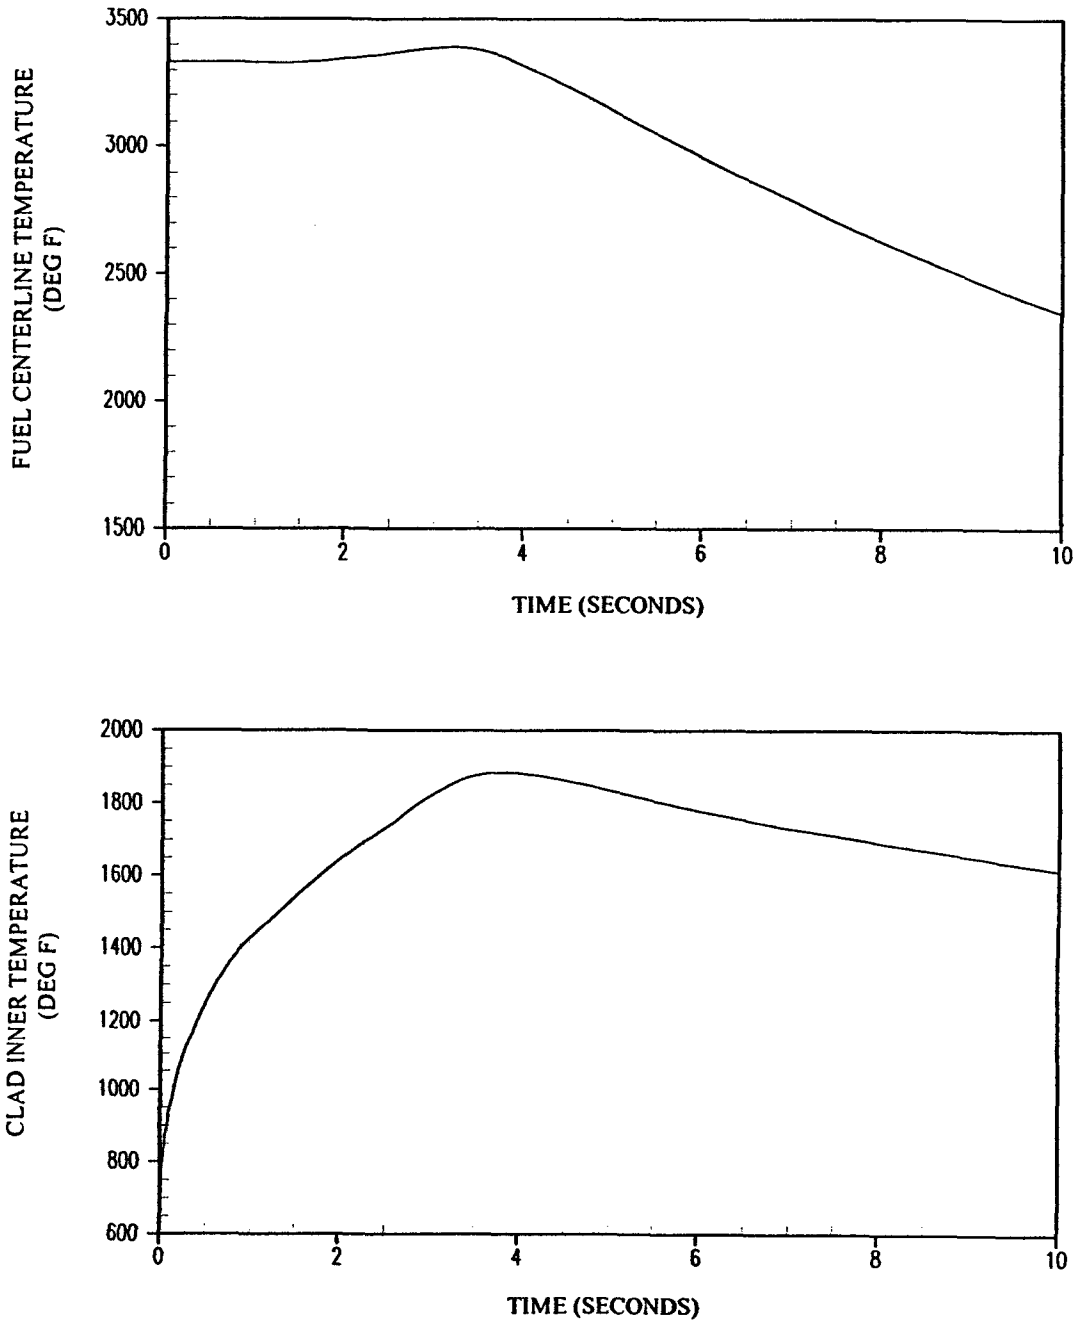 3500
3000
2500
2000
1500
FUEL CENTERLINE TEMPERATURE
(DEG F)
0 2 4 6 8 10
TIME (SECONDS)
2000
1800
1600
1400
1200
1000
800
600
CLAD INNER TEMPERATURE
(DEG F)
0 2 4 6 8 10
TIME (SECONDS)